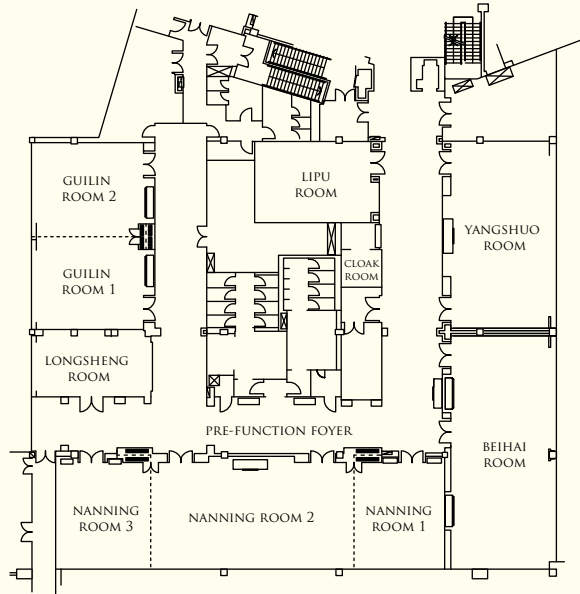 GUILIN
ROOM 2
LIPU
ROOM
YANGSHUO
ROOM
CLOAK
ROOM
GUILIN
ROOM 1
LONGSHENG
ROOM
PRE-FUNCTION FOYER
BEIHAI
ROOM
NANNING
ROOM 3
NANNING ROOM 2
NANNING
ROOM 1